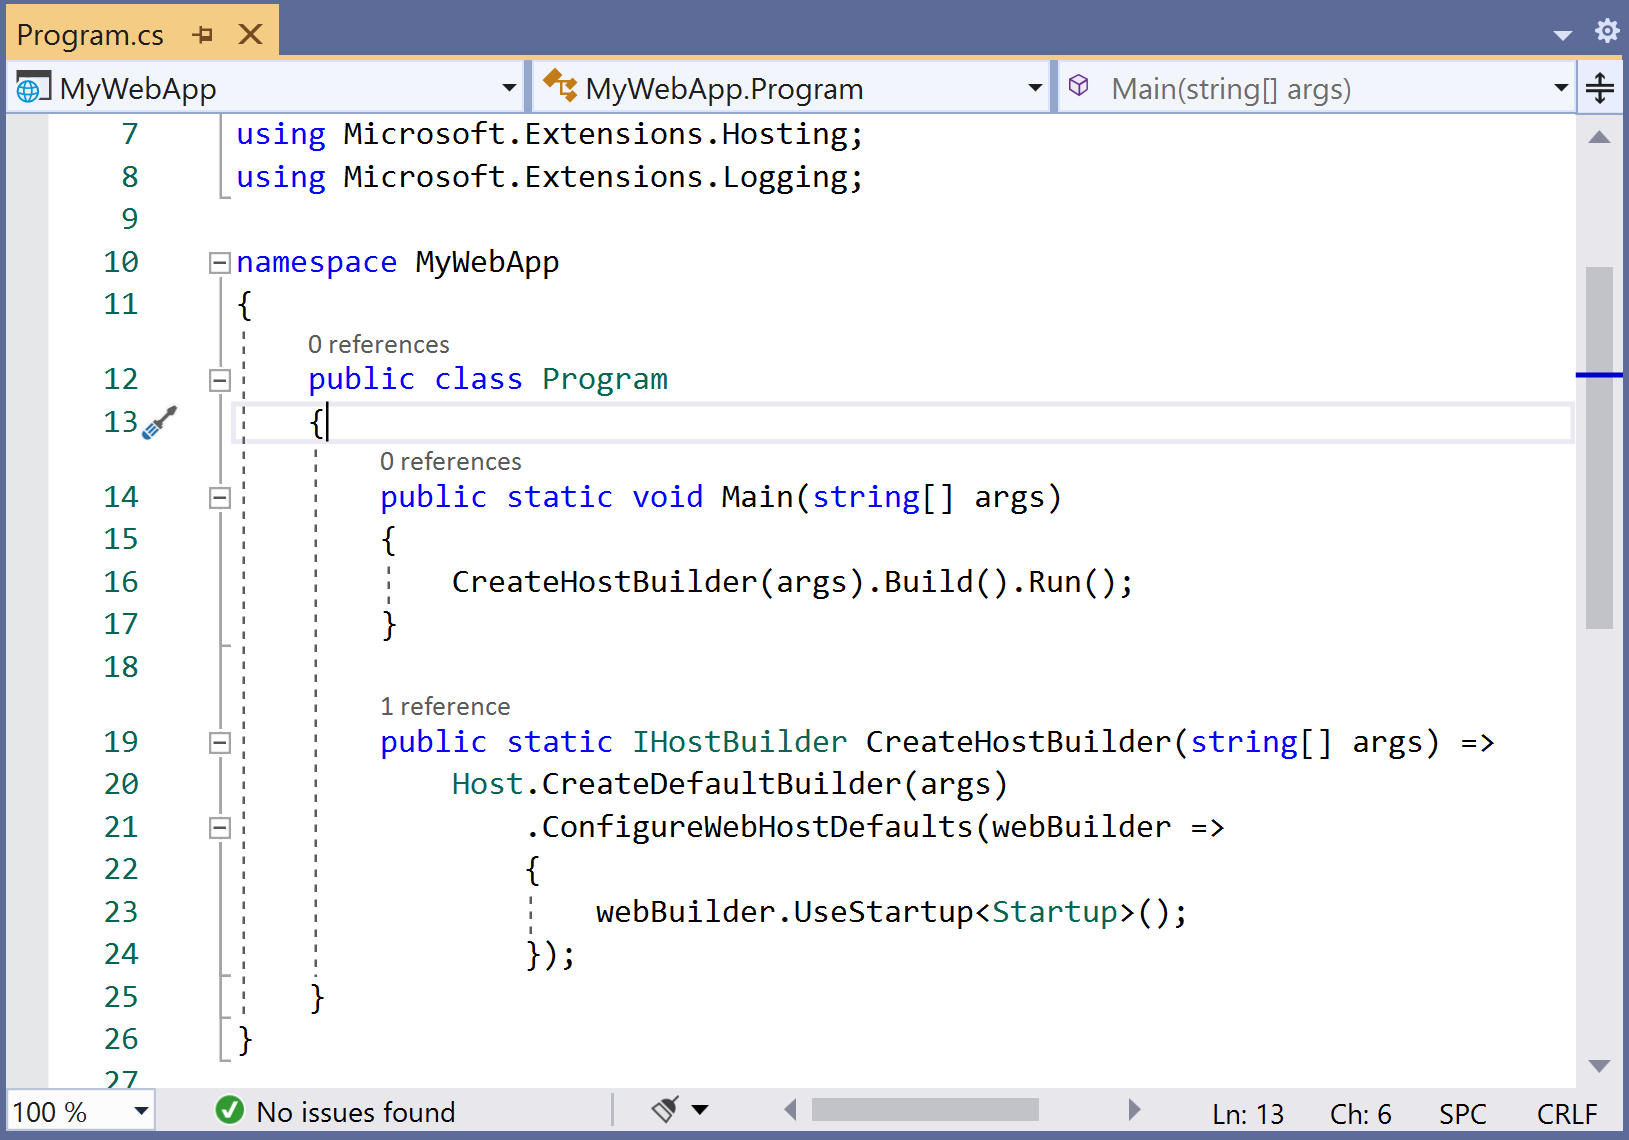 Program.cs
MyWebApp MyWebApp.Program Main(string[] args)
7 using Microsoft.Extensions.Hosting;
8 using Microsoft.Extensions.Logging;
9
10 namespace MyWebApp
11 {
0 references
12 public class Program
13 {
0 references
14 public static void Main(string[] args)
15 {
16 CreateHostBuilder(args).Build().Run();
17 }
18
1 reference
19 public static IHostBuilder CreateHostBuilder(string[] args) =>
20 Host.CreateDefaultBuilder(args)
21 .ConfigureWebHostDefaults(webBuilder =>
22 {
23 webBuilder.UseStartup<Startup>();
24 });
25 }
26 }
27
100 % No issues found Ln: 13 Ch: 6 SPC CRLF